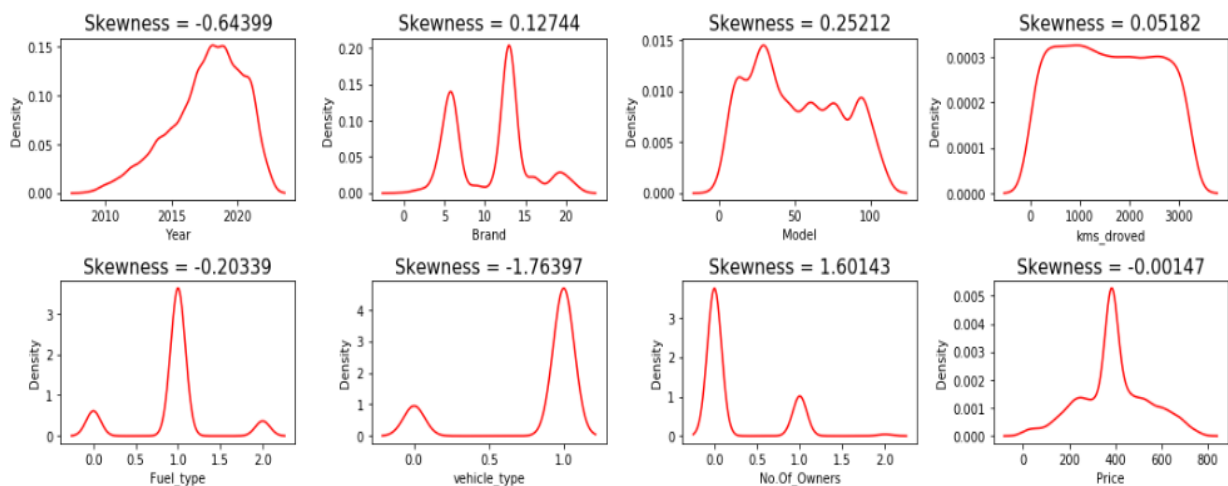 Skewness = -0.64399
Skewness = 0.12744
Skewness = 0.25212
Skewness = 0.05182
0.15
0.10
0.05
0.00
Density
2010 2015 2020
Year
0.20
0.15
0.10
0.05
0.00
Density
0 5 10 15 20
Brand
0.015
0.010
0.005
0.000
Density
0 50 100
Model
0.0003
0.0002
0.0001
0.0000
Density
0 1000 2000 3000
kms_droved
Skewness = -0.20339
Skewness = -1.76397
Skewness = 1.60143
Skewness = -0.00147
3
2
1
0
Density
0.0 0.5 1.0 1.5 2.0
Fuel_type
4
3
2
1
0
Density
0.0 0.5 1.0
vehicle_type
3
2
1
0
Density
0.0 0.5 1.0 1.5 2.0
No.Of_Owners
0.005
0.004
0.003
0.002
0.001
0.000
Density
0 200 400 600 800
Price